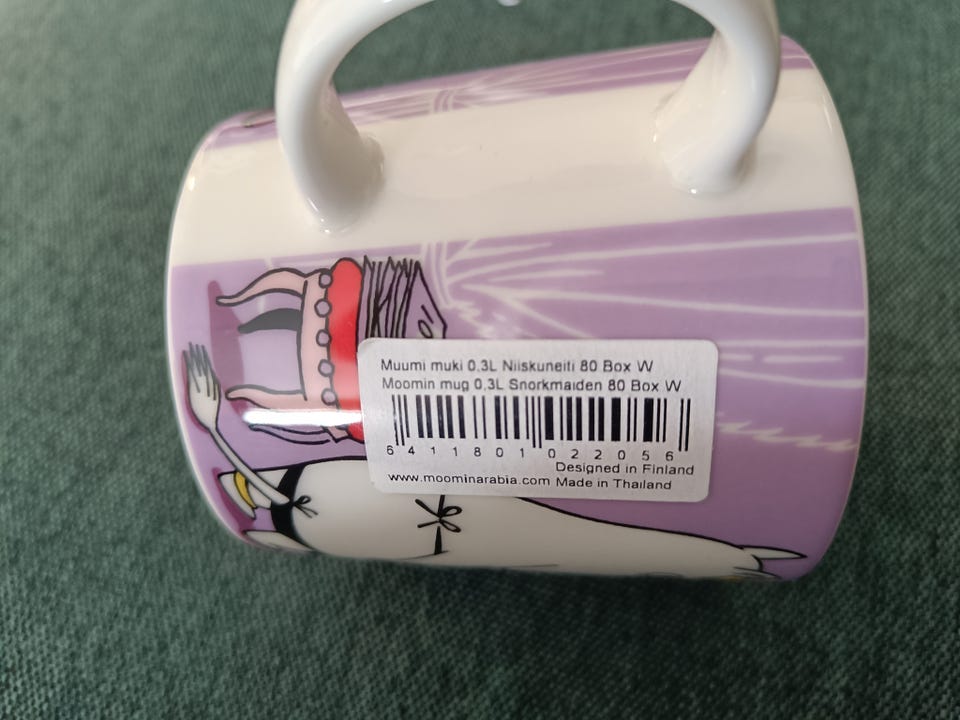 Muumi muki 0,3L Niiskuneiti 80 Box W
Moomin mug 0,3L Snorkmaiden 80 Box W
6 411801 022056
Designed in Finland
www.moominarabia.com Made in Thailand